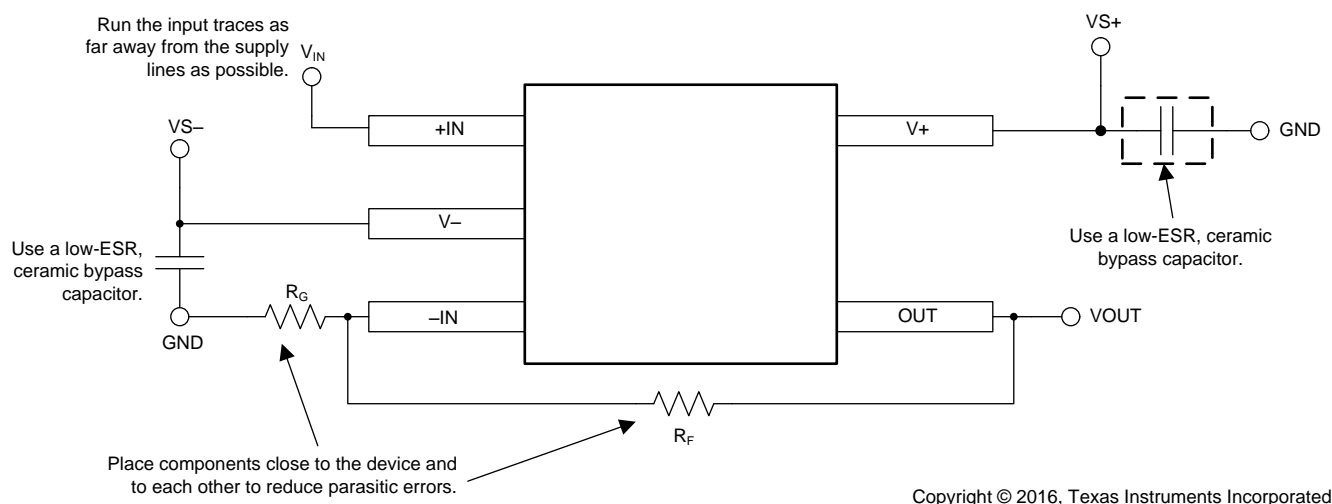 Run the input traces as
far away from the supply
lines as possible.
VIN
VS+
VS–
+IN
V+
GND
V–
Use a low-ESR,
ceramic bypass
capacitor.
Use a low-ESR, ceramic
bypass capacitor.
RG
–IN
OUT
VOUT
GND
RF
Place components close to the device and
to each other to reduce parasitic errors.
Copyright © 2016, Texas Instruments Incorporated